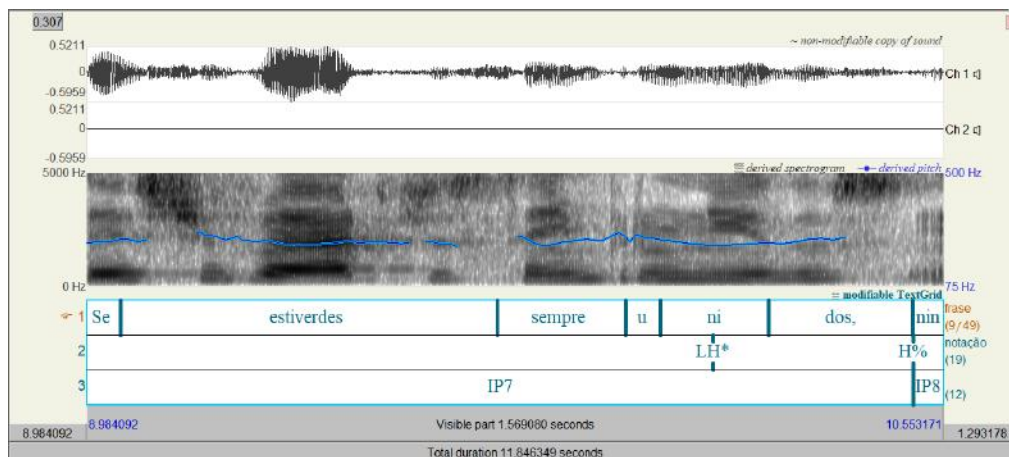 0.307
0.5211
~ non-modifiable copy of sound
0
Ch 1
-0.5959
0.5211
0
Ch 2
-0.5959
5000 Hz
derived spectrogram
derived pitch
500 Hz
0 Hz
75 Hz
modifiable TextGrid
1 Se estiverdes sempre u ni dos, nin frase (9/49)
2 LH* H% notação (19)
3 IP7 IP8 (12)
8.984092 10.553171
8.984092 Visible part 1.569080 seconds 1.293178
Total duration 11.846349 seconds